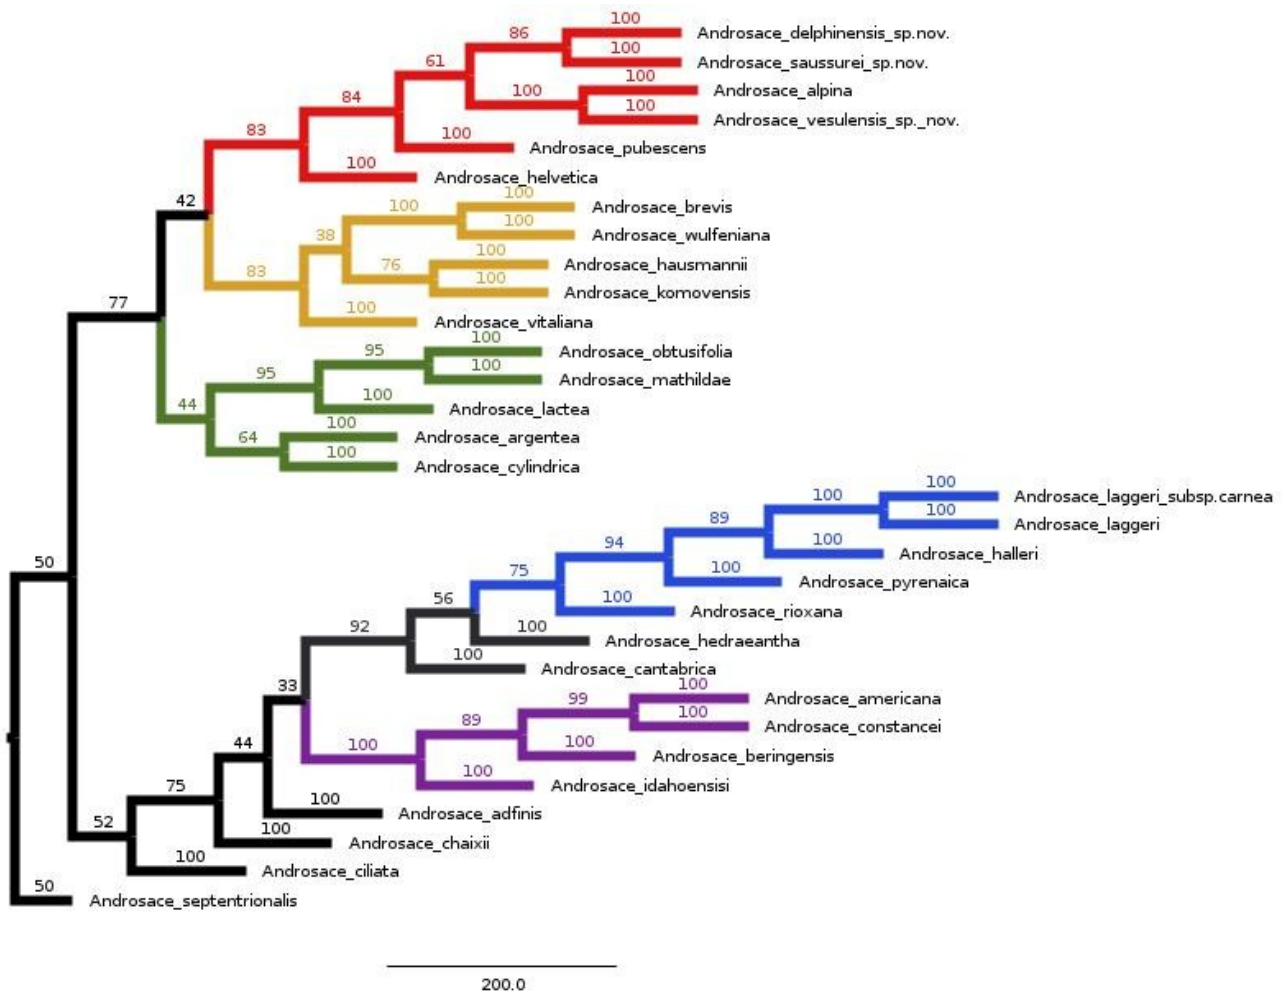 100
86
Androsace_delphinensis_sp.nov.
100
61
Androsace_saussurei_sp.nov.
100
84
100
Androsace_alpina
100
Androsace_vesulensis_sp._nov.
83
100
Androsace_pubescens
100
Androsace_helvetica
42
100
100
Androsace_brevis
100
38
Androsace_wulfeniana
100
76
Androsace_hausmannii
83
100
Androsace_komovensis
100
Androsace_vitaliana
77
100
95
Androsace_obtusifolia
100
95
Androsace_mathildae
100
44
Androsace_lactea
100
64
Androsace_argentea
100
Androsace_cylindrica
100
100
Androsace_laggeri_subsp.carnea
100
89
Androsace_laggeri
100
94
Androsace_halleri
50
100
75
Androsace_pyrenaica
100
56
Androsace_rioxana
92
100
Androsace_hedraeantha
100
Androsace_cantabrica
33
100
99
Androsace_americana
100
89
Androsace_constancei
44
100
100
Androsace_beringensis
100
75
Androsace_idahoensisi
100
52
Androsace_adfinis
100
Androsace_chaixii
100
Androsace_ciliata
50
Androsace_septentrionalis
200.0